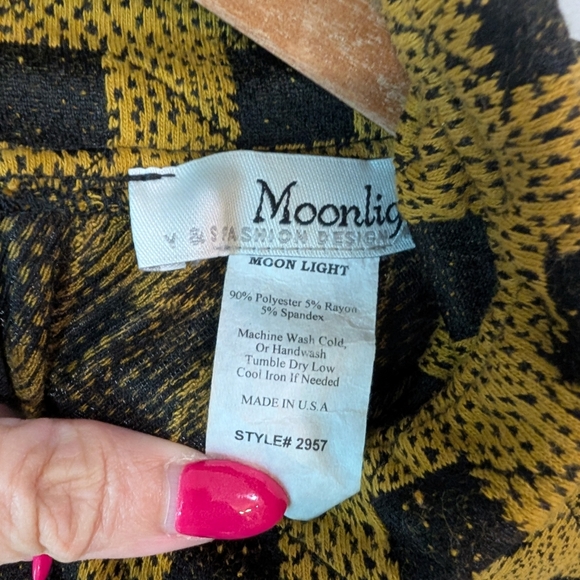 Moonlig
V & S FASHION DESIGN
MOON LIGHT
90% Polyester 5% Rayon
5% Spandex
Machine Wash Cold,
Or Handwash
Tumble Dry Low
Cool Iron If Needed
MADE IN U.S.A
STYLE# 2957